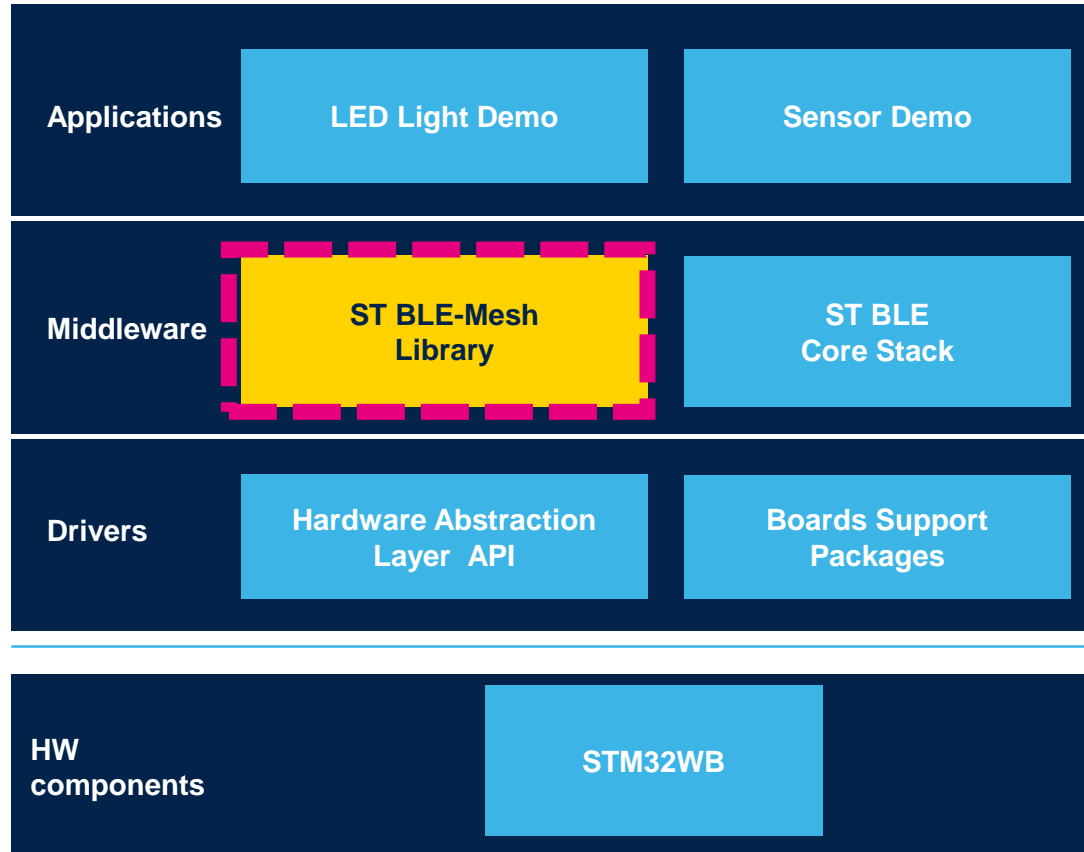 Applications
LED Light Demo
Sensor Demo
Middleware
ST BLE-Mesh
Library
ST BLE
Core Stack
Drivers
Hardware Abstraction
Layer API
Boards Support
Packages
HW
components
STM32WB